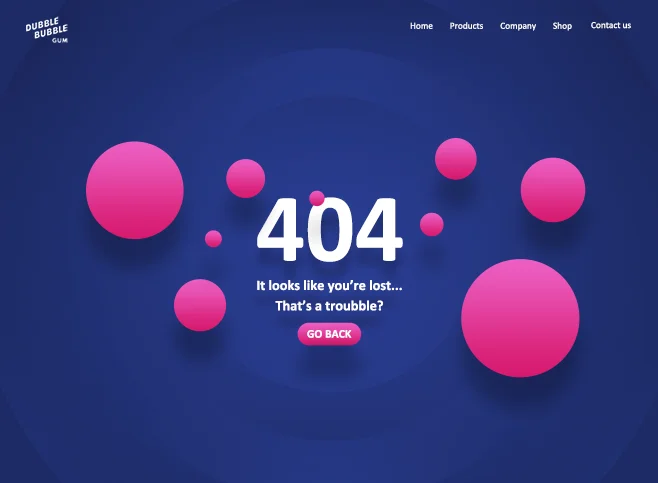 DUBBLE
BUBBLE
GUM
Home Products Company Shop Contact us
404
It looks like you're lost...
That's a troubble?
GO BACK